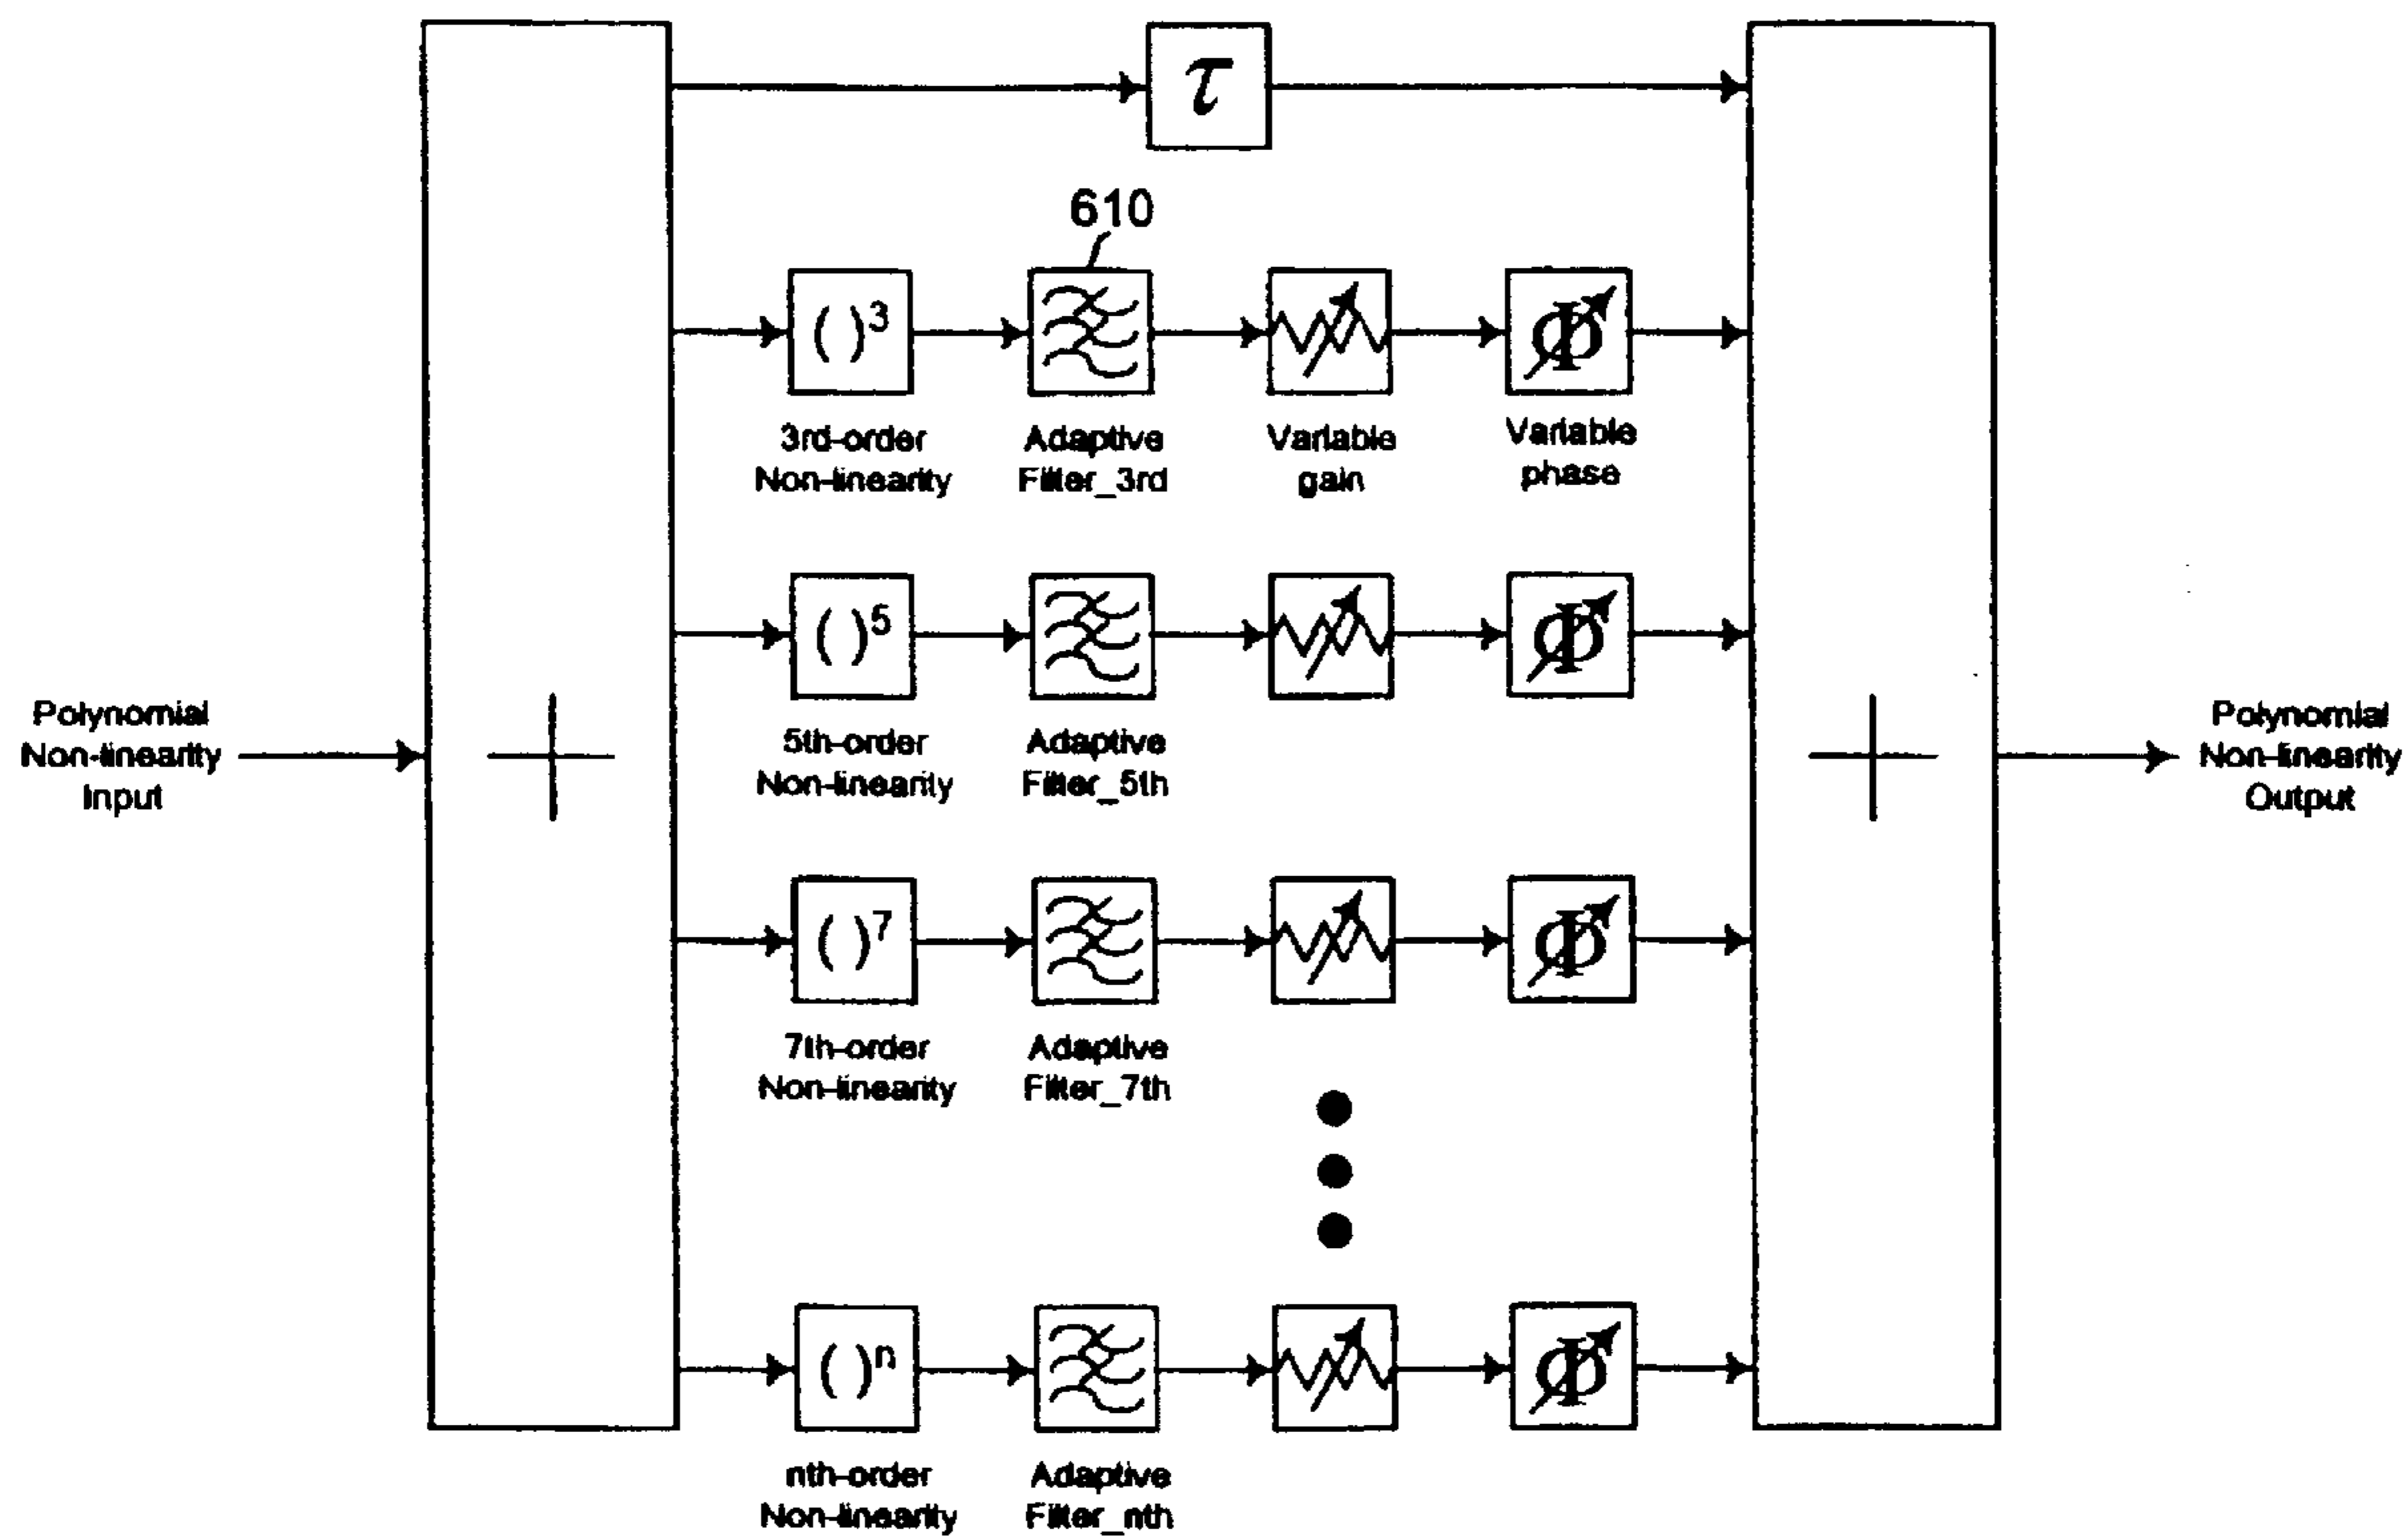 τ
610
( )3
Φ
3rd-order
Non-linearity
Adaptive
Filter_3rd
Variable
gain
Variable
phase
( )5
Φ
5th-order
Non-linearity
Adaptive
Filter_5th
Polynomial
Non-linearity
Input
+
+
Polynomial
Non-linearity
Output
( )7
Φ
7th-order
Non-linearity
Adaptive
Filter_7th
( )n
Φ
nth-order
Non-linearity
Adaptive
Filter_nth